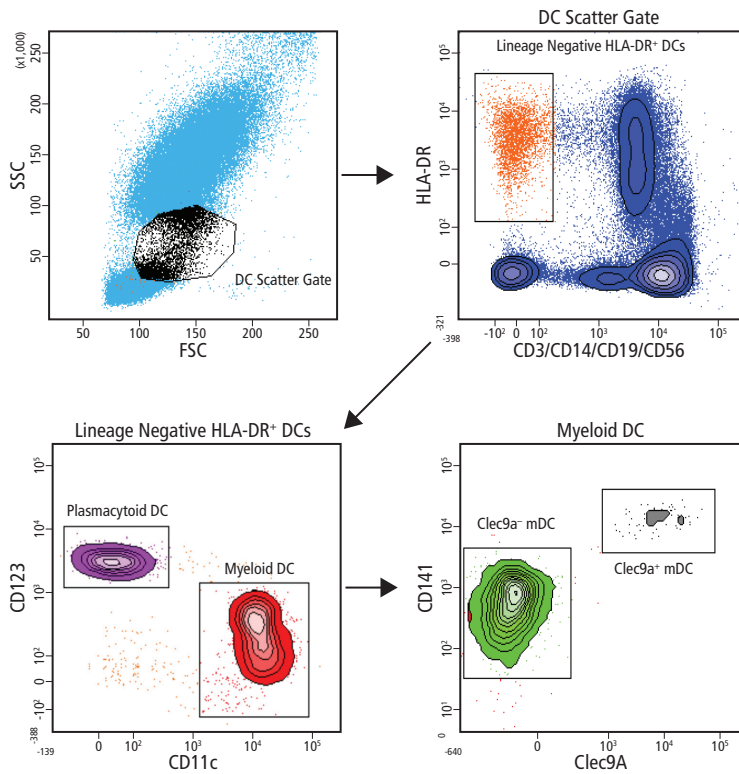 (x1,000)
250
200
150
100
50
SSC
DC Scatter Gate
50 100 150 200 250
FSC
DC Scatter Gate
Lineage Negative HLA-DR⁺ DCs
10⁵
10⁴
10³
10²
0
-321
HLA-DR
-398
-10² 0 10² 10³ 10⁴ 10⁵
CD3/CD14/CD19/CD56
Lineage Negative HLA-DR⁺ DCs
10⁵
10⁴
10³
10²
0
-10²
-388
CD123
Plasmacytoid DC
Myeloid DC
-139
0 10² 10³ 10⁴ 10⁵
CD11c
Myeloid DC
10⁵
10⁴
10³
10²
10¹
0
CD141
Clec9a⁻ mDC
Clec9a⁺ mDC
-640
0 10³ 10⁴ 10⁵
Clec9A